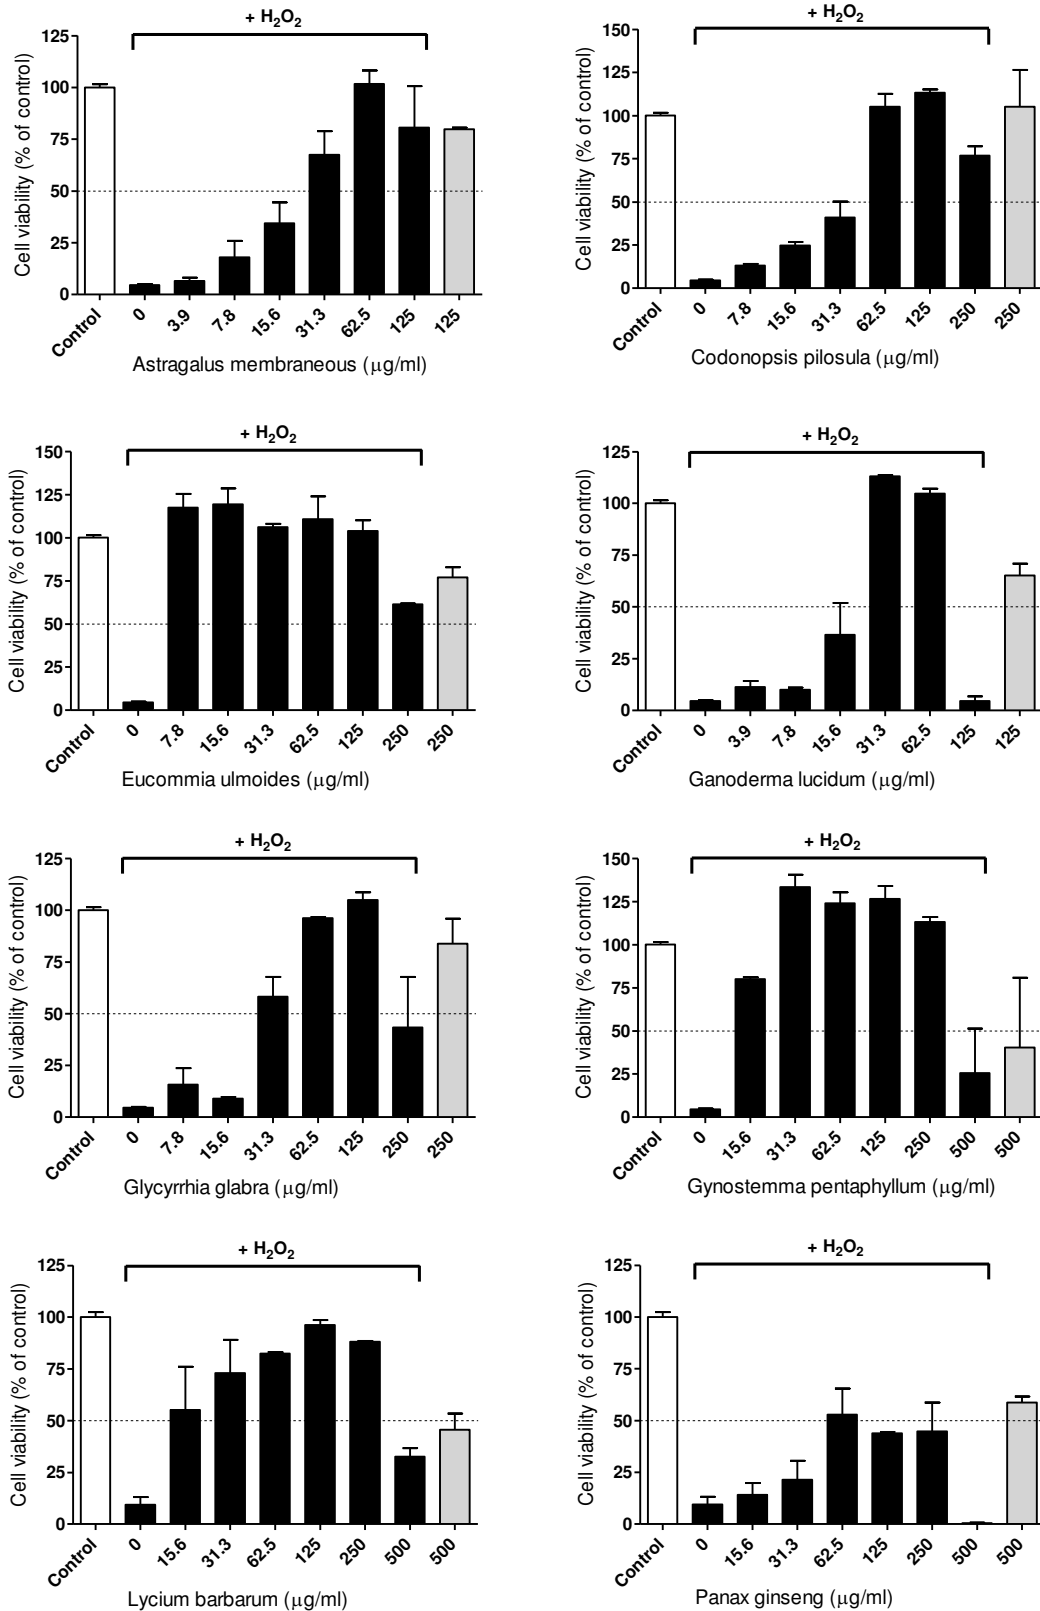 + H₂O₂
Cell viability (% of control)
125
100
75
50
25
0
Control 0 3.9 7.8 15.6 31.3 62.5 125 125
Astragalus membraneous (μg/ml)
+ H₂O₂
Cell viability (% of control)
150
125
100
75
50
25
0
Control 0 7.8 15.6 31.3 62.5 125 250 250
Codonopsis pilosula (μg/ml)
+ H₂O₂
Cell viability (% of control)
150
125
100
75
50
25
0
Control 0 7.8 15.6 31.3 62.5 125 250 250
Eucommia ulmoides (μg/ml)
+ H₂O₂
Cell viability (% of control)
125
100
75
50
25
0
Control 0 3.9 7.8 15.6 31.3 62.5 125 125
Ganoderma lucidum (μg/ml)
+ H₂O₂
Cell viability (% of control)
125
100
75
50
25
0
Control 0 7.8 15.6 31.3 62.5 125 250 250
Glycyrrhia glabra (μg/ml)
+ H₂O₂
Cell viability (% of control)
150
125
100
75
50
25
0
Control 0 15.6 31.3 62.5 125 250 500 500
Gynostemma pentaphyllum (μg/ml)
+ H₂O₂
Cell viability (% of control)
125
100
75
50
25
0
Control 0 15.6 31.3 62.5 125 250 500 500
Lycium barbarum (μg/ml)
+ H₂O₂
Cell viability (% of control)
125
100
75
50
25
0
Control 0 15.6 31.3 62.5 125 250 500 500
Panax ginseng (μg/ml)